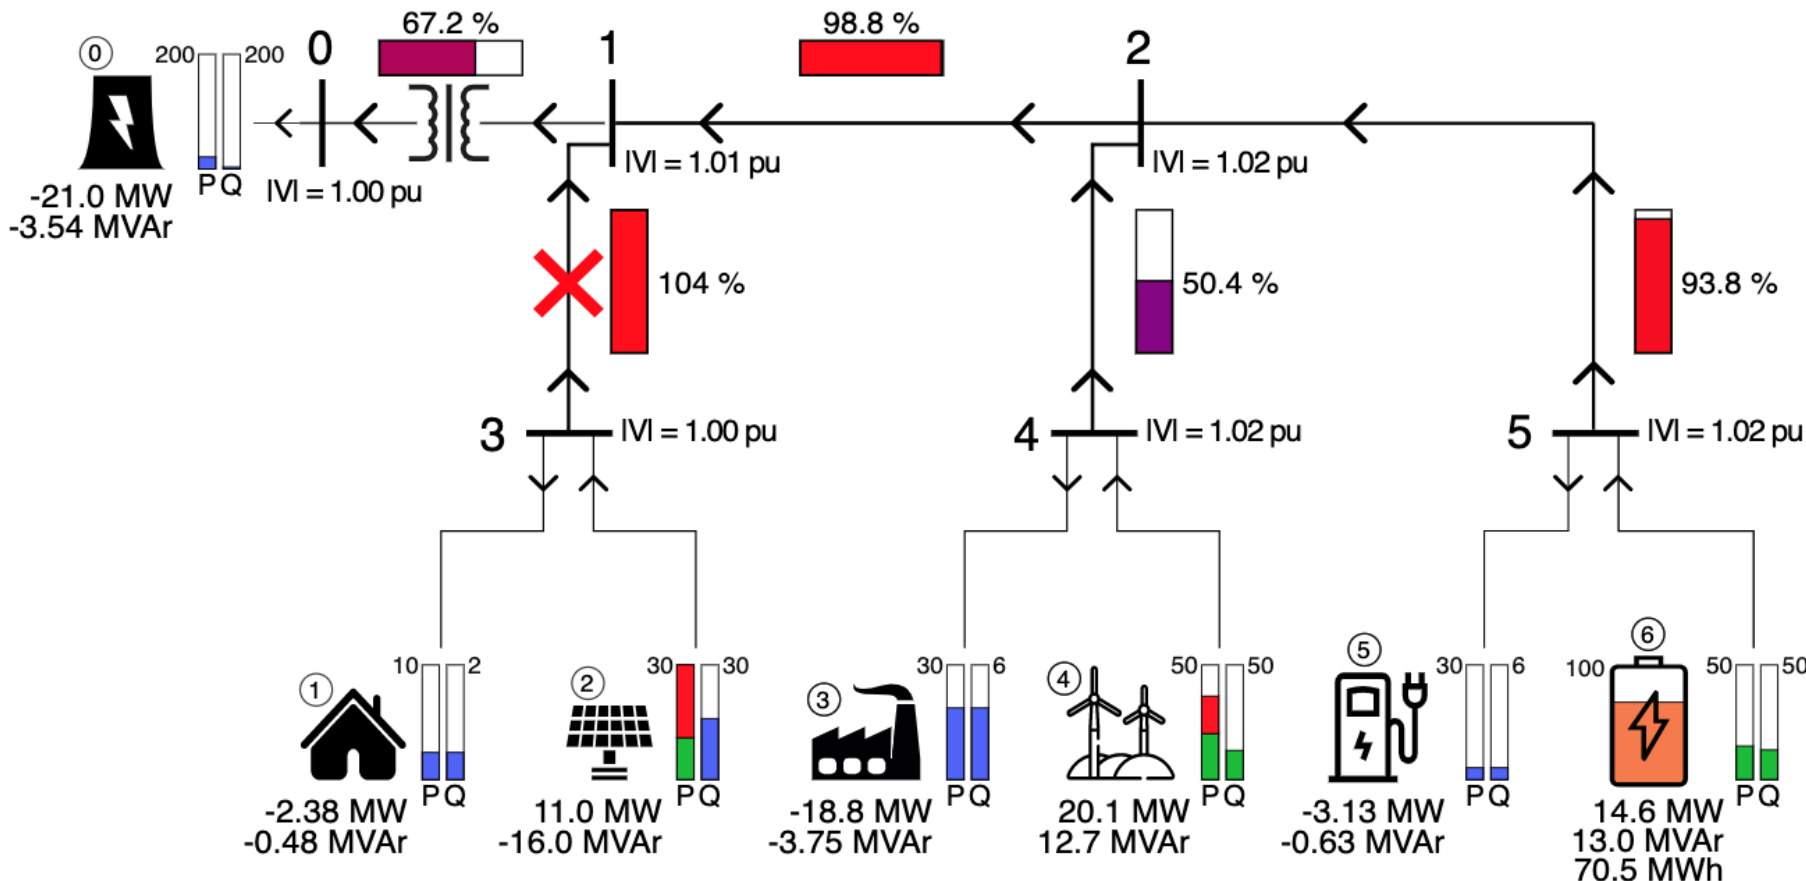 67.2 %
98.8 %
0
200
200
0
1
2
P Q
-21.0 MW
-3.54 MVAr
|V| = 1.00 pu
|V| = 1.01 pu
|V| = 1.02 pu
104 %
50.4 %
93.8 %
3
|V| = 1.00 pu
4
|V| = 1.02 pu
5
|V| = 1.02 pu
1
10
2
P Q
-2.38 MW
-0.48 MVAr
2
30
30
P Q
11.0 MW
-16.0 MVAr
3
30
6
P Q
-18.8 MW
-3.75 MVAr
4
50
50
P Q
20.1 MW
12.7 MVAr
5
30
6
P Q
-3.13 MW
-0.63 MVAr
6
100
50
50
P Q
14.6 MW
13.0 MVAr
70.5 MWh